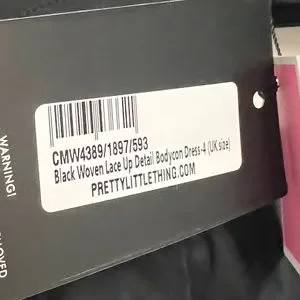 CMW4389/1897/593
Black Woven Lace Up Detail Bodycon Dress-4 (UK size)
PRETTYLITTLETHING.COM
WARNING!